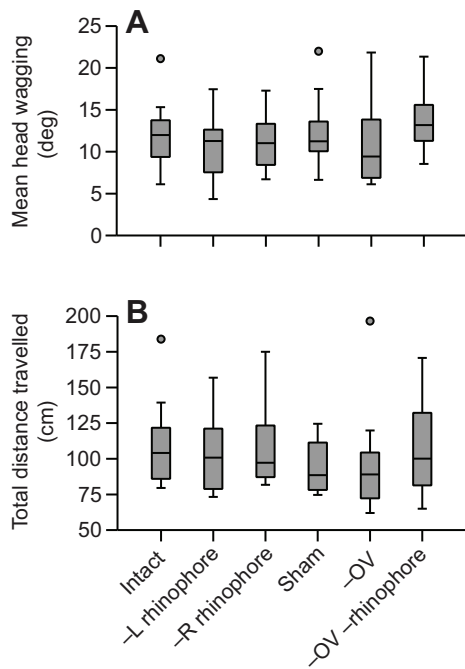 A
Mean head wagging
(deg)
25
20
15
10
5
0
B
Total distance travelled
(cm)
200
175
150
125
100
75
50
Intact
–L rhinophore
–R rhinophore
Sham
–OV
–OV –rhinophore